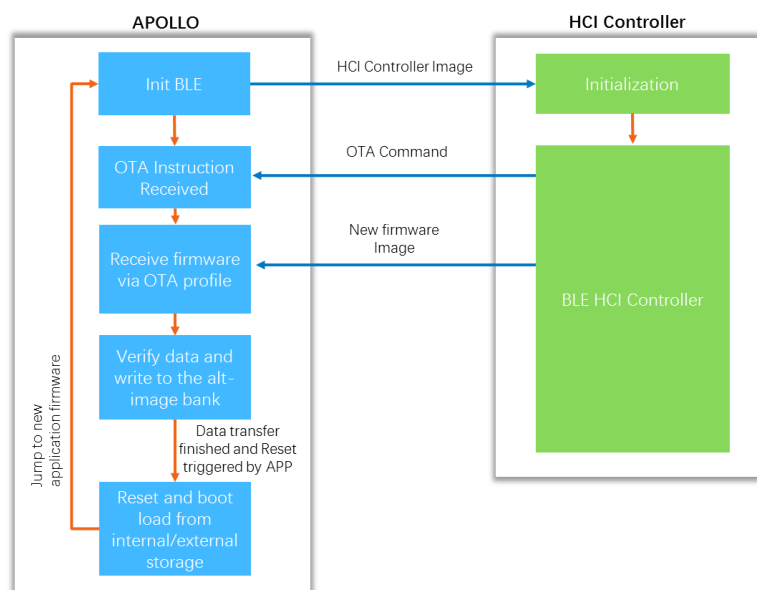 APOLLO
HCI Controller
Init BLE
HCI Controller Image
Initialization
OTA Instruction
Received
OTA Command
Receive firmware
via OTA profile
New firmware
Image
BLE HCI Controller
Verify data and
write to the alt-
image bank
Data transfer
finished and Reset
triggered by APP
Jump to new
application firmware
Reset and boot
load from
internal/external
storage